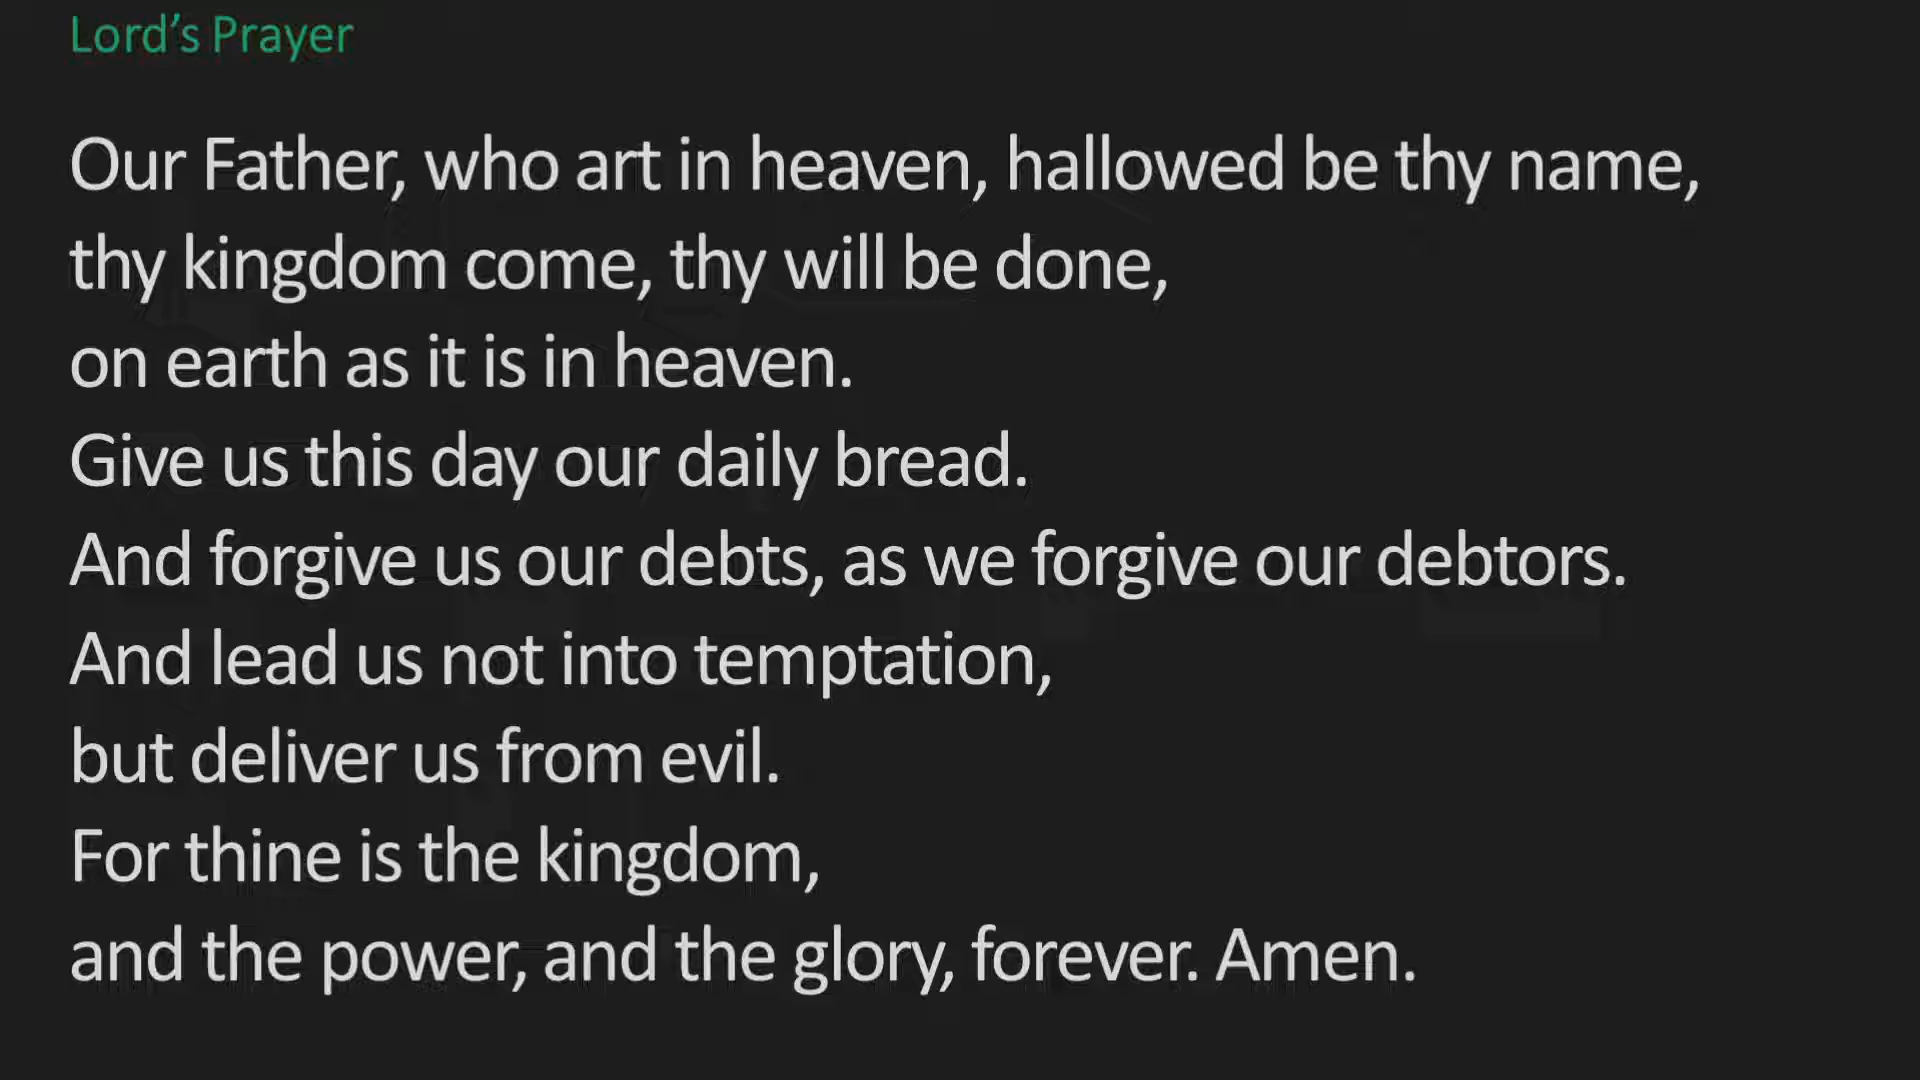 Lord’s Prayer
Our Father, who art in heaven, hallowed be thy name,
thy kingdom come, thy will be done,
on earth as it is in heaven.
Give us this day our daily bread.
And forgive us our debts, as we forgive our debtors.
And lead us not into temptation,
but deliver us from evil.
For thine is the kingdom,
and the power, and the glory, forever. Amen.